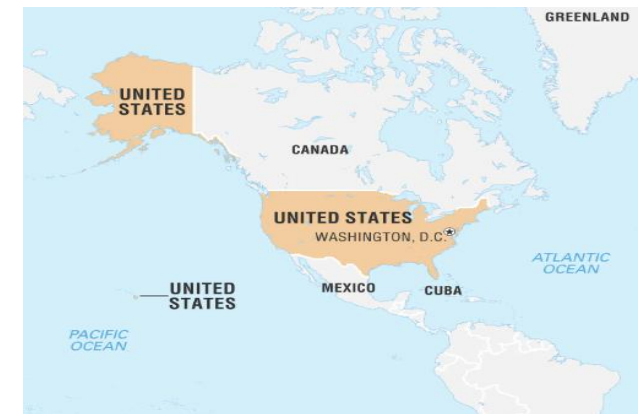 GREENLAND
UNITED
STATES
CANADA
UNITED STATES
WASHINGTON, D.C.
ATLANTIC
OCEAN
UNITED
STATES
MEXICO
CUBA
PACIFIC
OCEAN